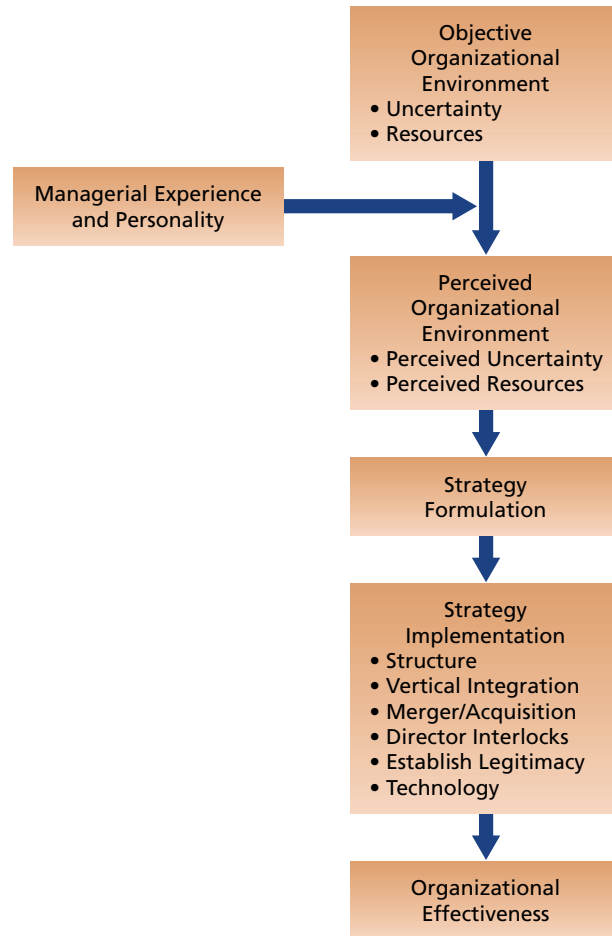 Objective
Organizational
Environment
• Uncertainty
• Resources
Managerial Experience
and Personality
Perceived
Organizational
Environment
• Perceived Uncertainty
• Perceived Resources
Strategy
Formulation
Strategy
Implementation
• Structure
• Vertical Integration
• Merger/Acquisition
• Director Interlocks
• Establish Legitimacy
• Technology
Organizational
Effectiveness